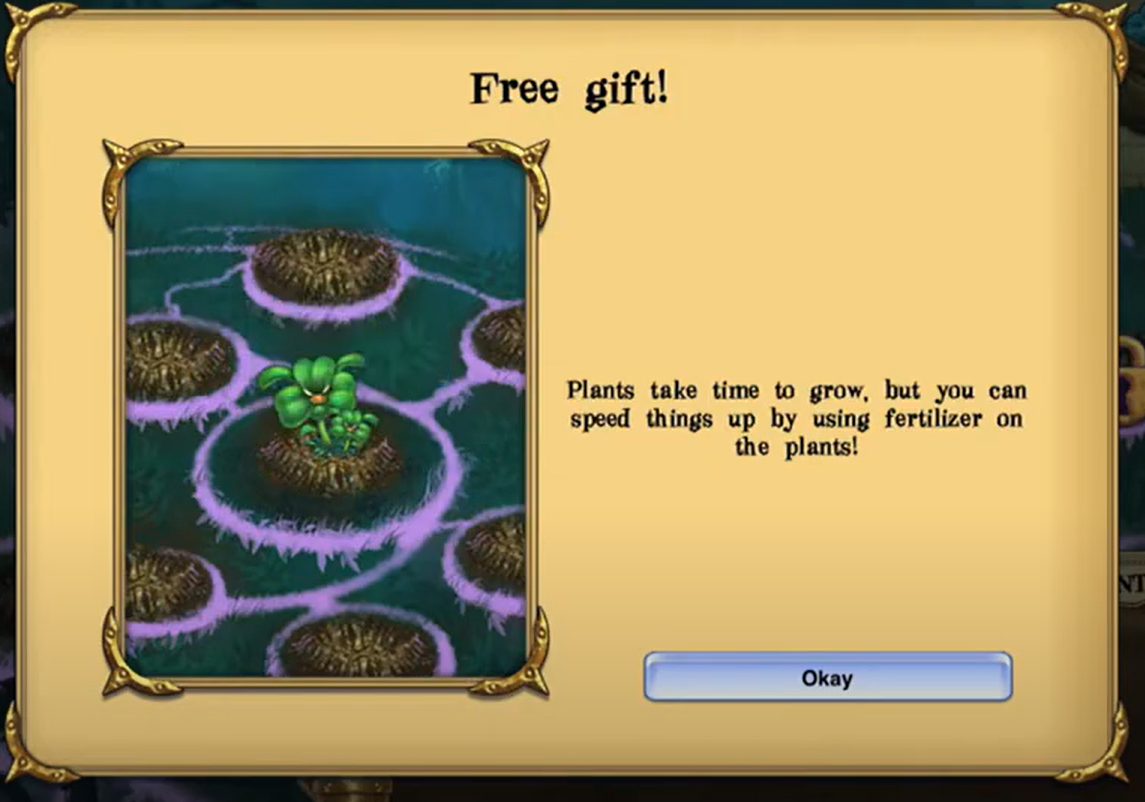 Free gift!
Plants take time to grow, but you can
speed things up by using fertilizer on
the plants!
Okay
NT